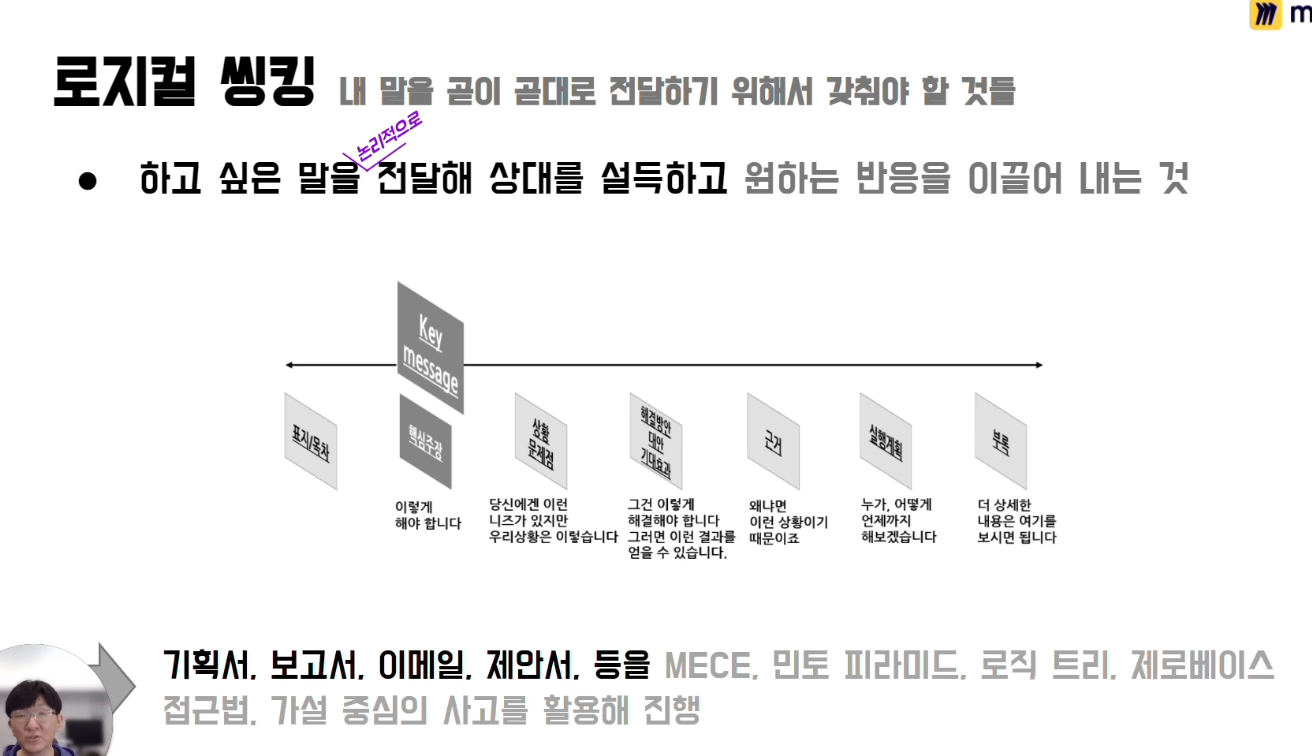 m
로지컬 씽킹 내 말을 곧이 곧대로 전달하기 위해서 갖춰야 할 것들
논리적으로
● 하고 싶은 말을 전달해 상대를 설득하고 원하는 반응을 이끌어 내는 것
Key
message
표지/목차
핵심주장
상황
문제점
해결방안
대안
기대효과
근거
실행계획
부록
이렇게
해야 합니다
당신에겐 이런
니즈가 있지만
우리상황은 이렇습니다
그건 이렇게
해결해야 합니다
그러면 이런 결과를
얻을 수 있습니다.
왜냐면
이런 상황이기
때문이죠
누가, 어떻게
언제까지
해보겠습니다
더 상세한
내용은 여기를
보시면 됩니다
기획서, 보고서, 이메일, 제안서, 등을 MECE, 민토 피라미드, 로직 트리, 제로베이스
접근법, 가설 중심의 사고를 활용해 진행